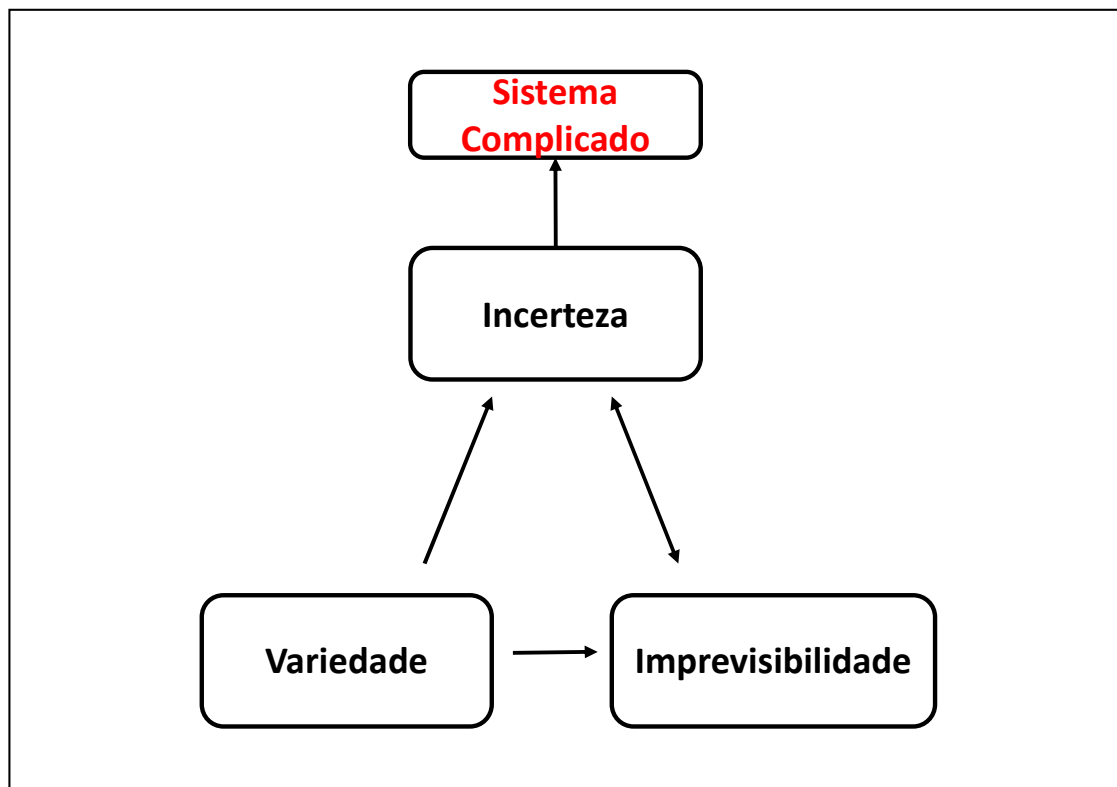 Sistema
Complicado
Incerteza
Variedade
Imprevisibilidade